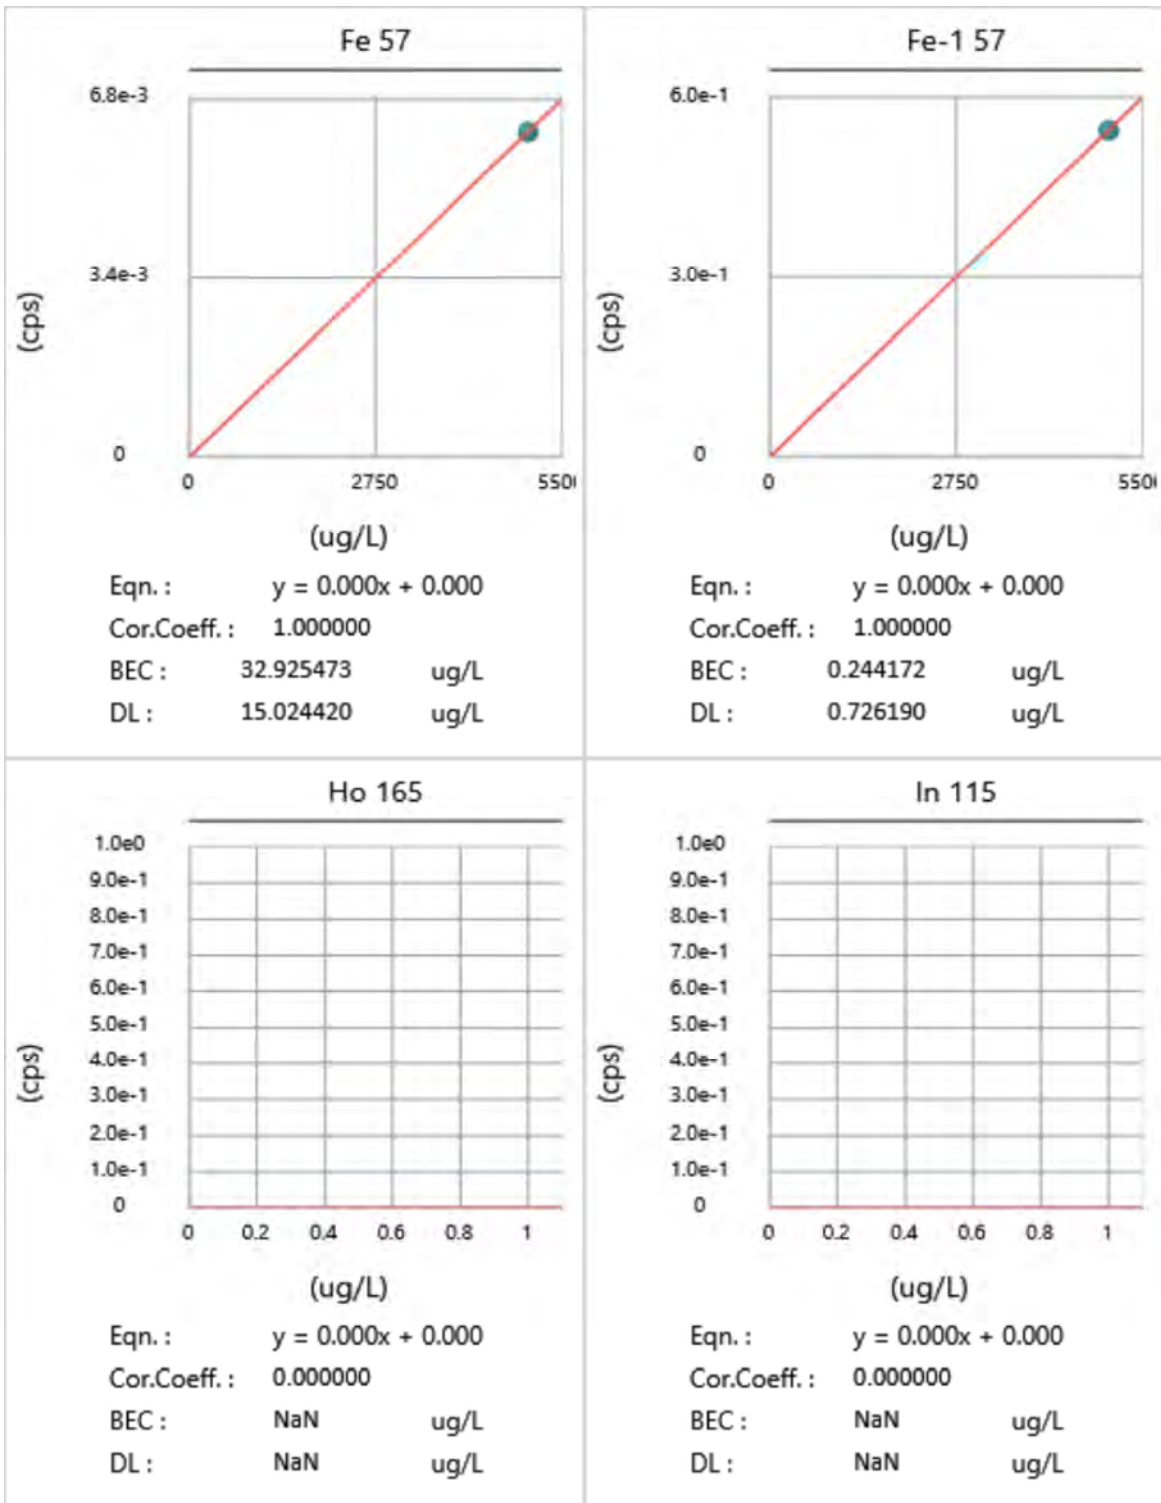 Fe 57
6.8e-3
3.4e-3
0
0 2750 550
(cps)
(ug/L)
Eqn. : y = 0.000x + 0.000
Cor.Coeff. : 1.000000
BEC : 32.925473 ug/L
DL : 15.024420 ug/L
Fe-1 57
6.0e-1
3.0e-1
0
0 2750 550
(cps)
(ug/L)
Eqn. : y = 0.000x + 0.000
Cor.Coeff. : 1.000000
BEC : 0.244172 ug/L
DL : 0.726190 ug/L
Ho 165
1.0e0
9.0e-1
8.0e-1
7.0e-1
6.0e-1
5.0e-1
4.0e-1
3.0e-1
2.0e-1
1.0e-1
0
0 0.2 0.4 0.6 0.8 1
(cps)
(ug/L)
Eqn. : y = 0.000x + 0.000
Cor.Coeff. : 0.000000
BEC : NaN ug/L
DL : NaN ug/L
In 115
1.0e0
9.0e-1
8.0e-1
7.0e-1
6.0e-1
5.0e-1
4.0e-1
3.0e-1
2.0e-1
1.0e-1
0
0 0.2 0.4 0.6 0.8 1
(cps)
(ug/L)
Eqn. : y = 0.000x + 0.000
Cor.Coeff. : 0.000000
BEC : NaN ug/L
DL : NaN ug/L